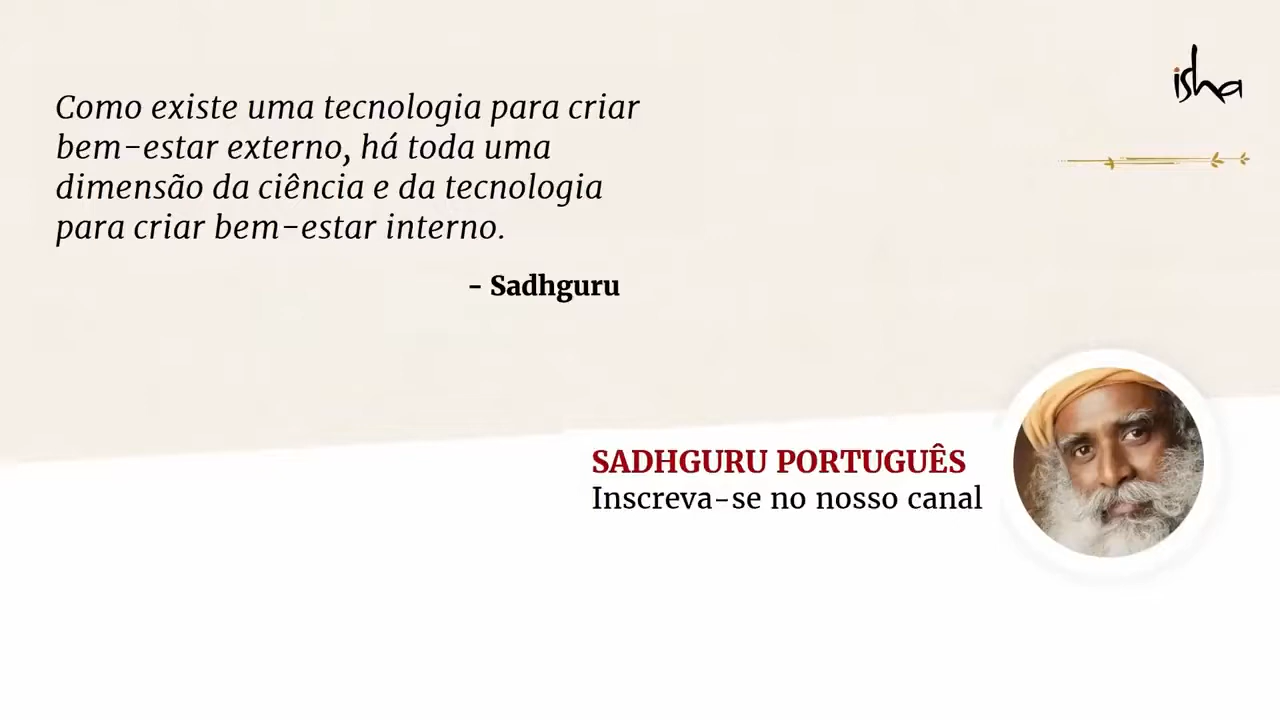 isha
Como existe uma tecnologia para criar
bem-estar externo, há toda uma
dimensão da ciência e da tecnologia
para criar bem-estar interno.
- Sadhguru
SADHGURU PORTUGUÊS
Inscreva-se no nosso canal